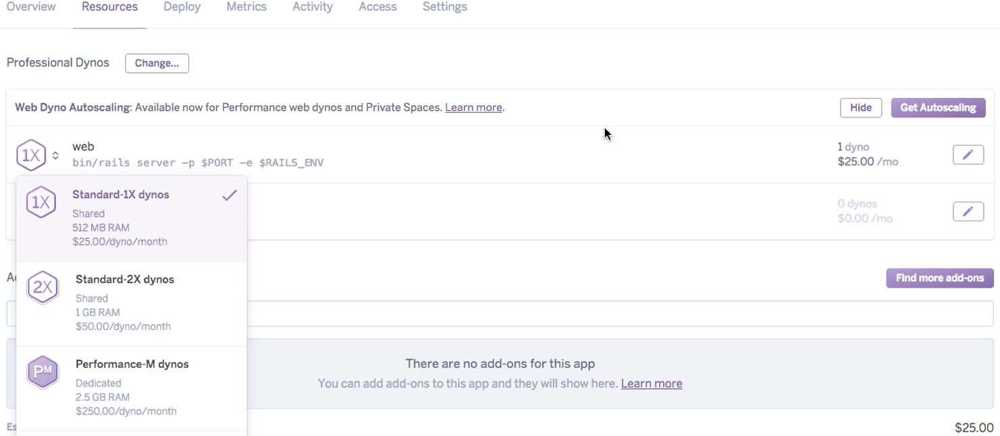 Overview Resources Deploy Metrics Activity Access Settings
Professional Dynos Change...
Web Dyno Autoscaling: Available now for Performance web dynos and Private Spaces. Learn more. Hide Get Autoscaling
1X web 1 dyno
bin/rails server -p $PORT -e $RAILS_ENV $25.00 /mo
1X Standard-1X dynos
Shared
512 MB RAM
$25.00/dyno/month
0 dynos
$0.00 /mo
Find more add-ons
2X Standard-2X dynos
Shared
1 GB RAM
$50.00/dyno/month
PM Performance-M dynos
Dedicated
2.5 GB RAM
$250.00/dyno/month
There are no add-ons for this app
You can add add-ons to this app and they will show here. Learn more
$25.00